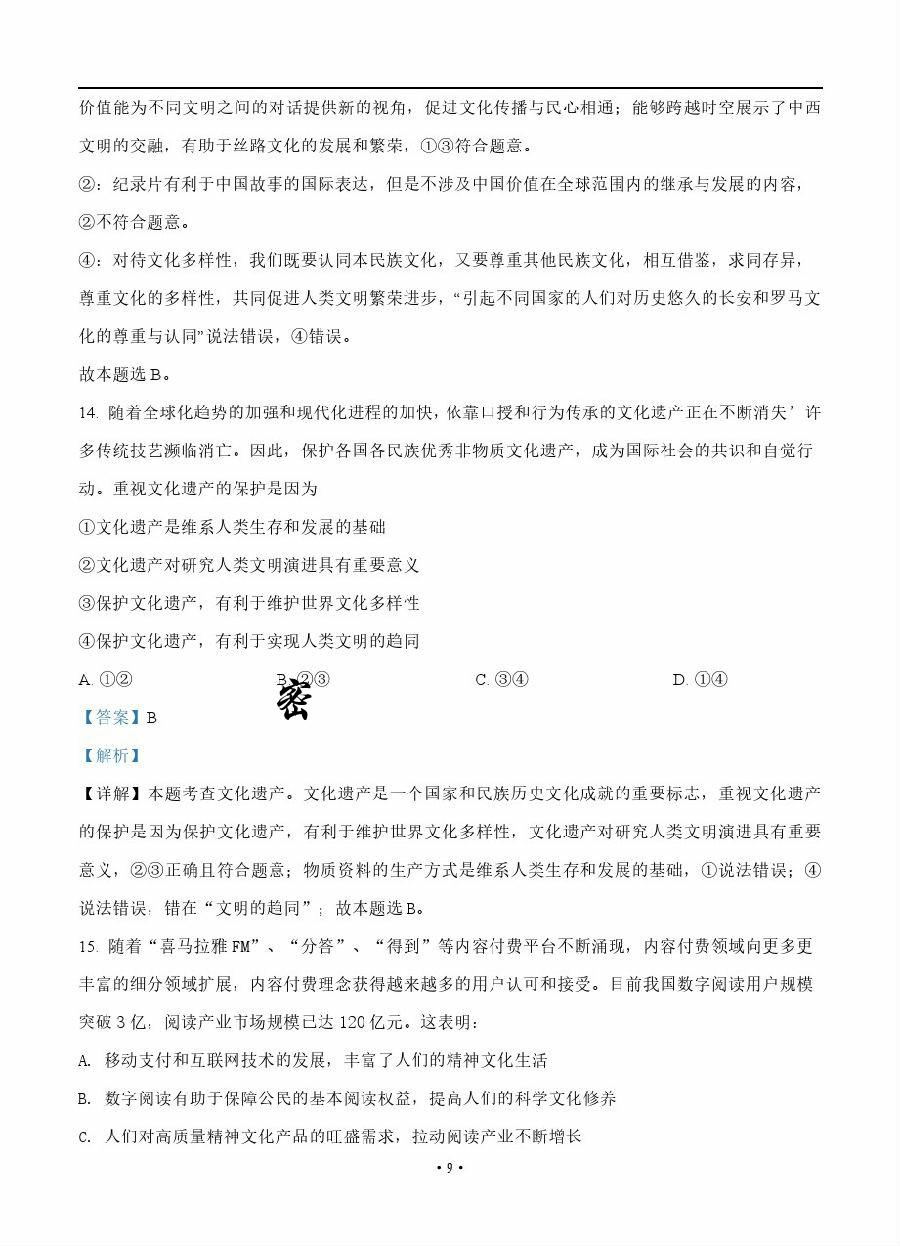 价值能为不同文明之间的对话提供新的视角，促过文化传播与民心相通；能够跨越时空展示了中西
文明的交融，有助于丝路文化的发展和繁荣，①③符合题意。
②：纪录片有利于中国故事的国际表达，但是不涉及中国价值在全球范围内的继承与发展的内容，
②不符合题意。
④：对待文化多样性，我们既要认同本民族文化，又要尊重其他民族文化，相互借鉴，求同存异，
尊重文化的多样性，共同促进人类文明繁荣进步，“引起不同国家的人们对历史悠久的长安和罗马文
化的尊重与认同”说法错误，④错误。
故本题选 B。
14. 随着全球化趋势的加强和现代化进程的加快，依靠口授和行为传承的文化遗产正在不断消失’许
多传统技艺濒临消亡。因此，保护各国各民族优秀非物质文化遗产，成为国际社会的共识和自觉行
动。重视文化遗产的保护是因为
①文化遗产是维系人类生存和发展的基础
②文化遗产对研究人类文明演进具有重要意义
③保护文化遗产，有利于维护世界文化多样性
④保护文化遗产，有利于实现人类文明的趋同
A. ①② B. ②③ C. ③④ D. ①④
密
【答案】B
【解析】
【详解】本题考查文化遗产。文化遗产是一个国家和民族历史文化成就的重要标志，重视文化遗产
的保护是因为保护文化遗产，有利于维护世界文化多样性，文化遗产对研究人类文明演进具有重要
意义，②③正确且符合题意；物质资料的生产方式是维系人类生存和发展的基础，①说法错误；④
说法错误，错在“文明的趋同”；故本题选 B。
15. 随着“喜马拉雅 FM”、“分答”、“得到”等内容付费平台不断涌现，内容付费领域向更多更
丰富的细分领域扩展，内容付费理念获得越来越多的用户认可和接受。目前我国数字阅读用户规模
突破 3 亿，阅读产业市场规模已达 120 亿元。这表明：
A. 移动支付和互联网技术的发展，丰富了人们的精神文化生活
B. 数字阅读有助于保障公民的基本阅读权益，提高人们的科学文化修养
C. 人们对高质量精神文化产品的旺盛需求，拉动阅读产业不断增长
• 9 •